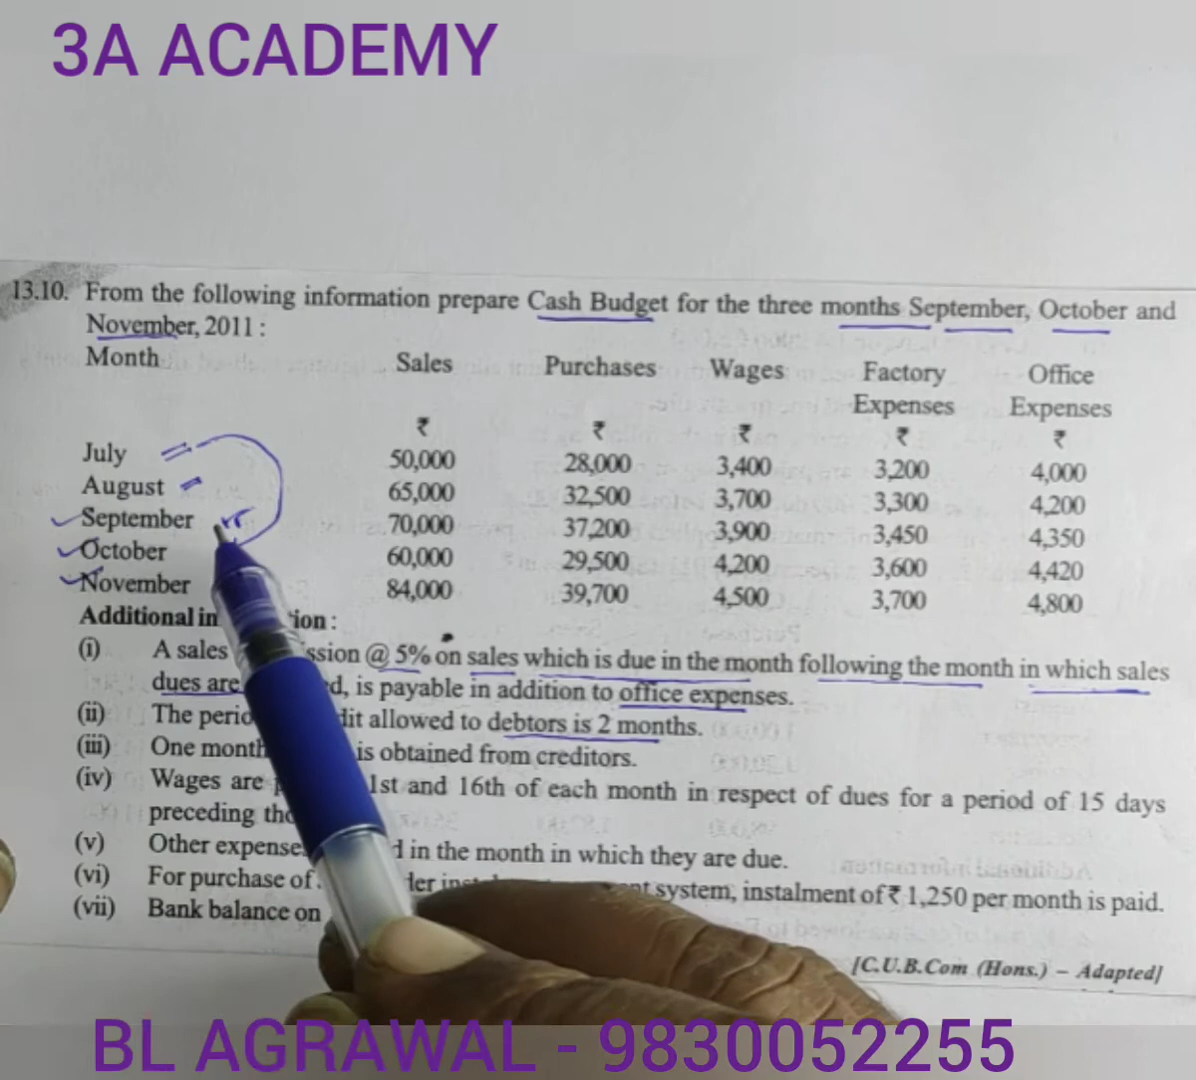 3A ACADEMY
13.10. From the following information prepare Cash Budget for the three months September, October and
November, 2011 :
Month Sales Purchases Wages Factory Expenses Office Expenses
₹ ₹ ₹ ₹ ₹
July 50,000 28,000 3,400 3,200 4,000
August 65,000 32,500 3,700 3,300 4,200
September 70,000 37,200 3,900 3,450 4,350
October 60,000 29,500 4,200 3,600 4,420
November 84,000 39,700 4,500 3,700 4,800
Additional :
(i) A sales @ 5% on sales which is due in the month following the month in which sales
dues are is payable in addition to office expenses.
(ii) The allowed to debtors is 2 months.
(iii) One month is obtained from creditors.
(iv) Wages are 1st and 16th of each month in respect of dues for a period of 15 days
preceding
(v) Other in the month in which they are due.
(vi) For purchase of system, instalment of ₹ 1,250 per month is paid.
(vii) Bank balance on
[C.U.B.Com (Hons.) – Adapted]
BL AGRAWAL - 9830052255